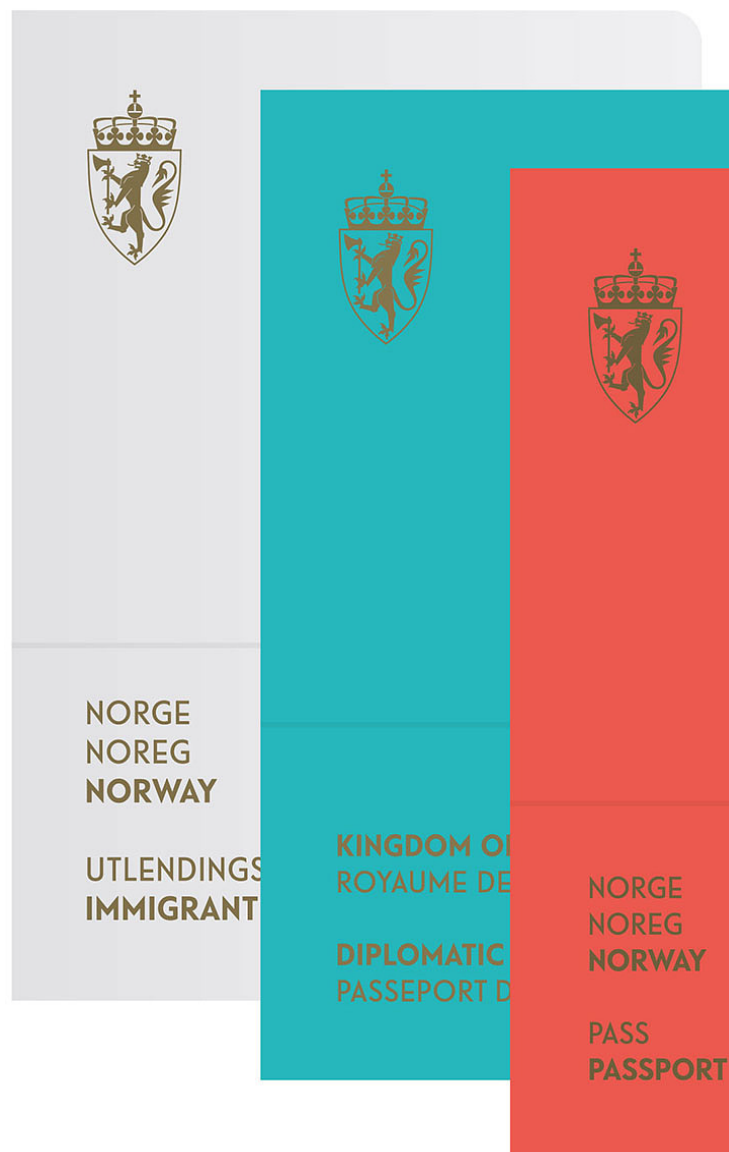 NORGE
NOREG
NORWAY
UTLENDINGS
IMMIGRANT
KINGDOM
ROYAUME DE
DIPLOMATIC
PASSEPORT
NORGE
NOREG
NORWAY
PASS
PASSPORT